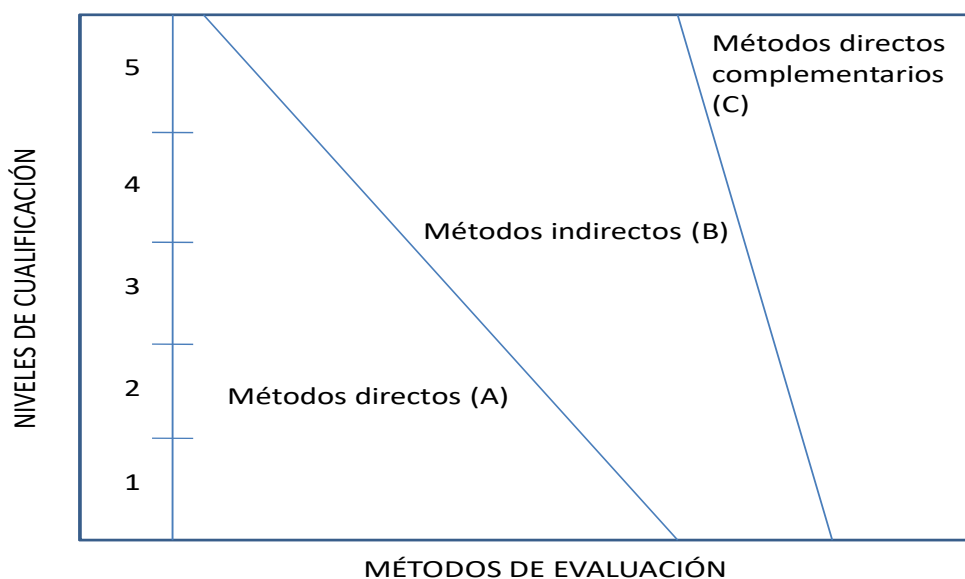 NIVELES DE CUALIFICACIÓN
5
4
3
2
1
Métodos directos
complementarios
(C)
Métodos indirectos (B)
Métodos directos (A)
MÉTODOS DE EVALUACIÓN